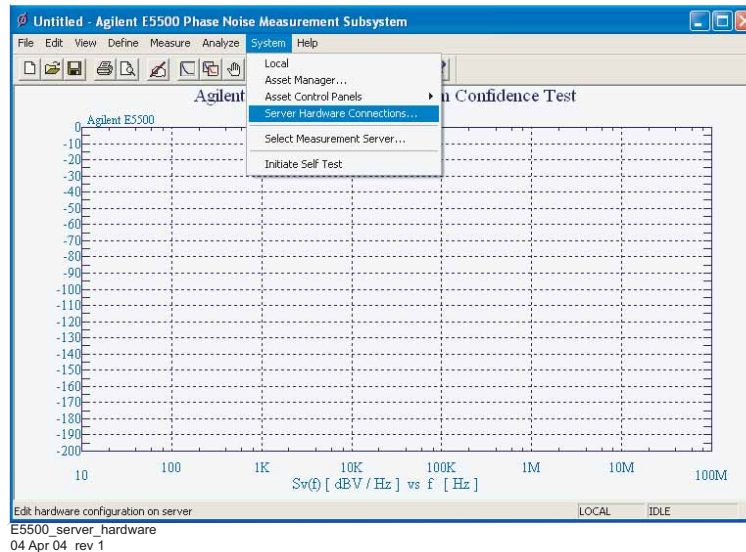 Untitled - Agilent E5500 Phase Noise Measurement Subsystem
File Edit View Define Measure Analyze System Help
Local
Asset Manager...
Asset Control Panels
Server Hardware Connections...
Select Measurement Server...
Initiate Self Test
Agilent
m Confidence Test
Agilent E5500
0
-10
-20
-30
-40
-50
-60
-70
-80
-90
-100
-110
-120
-130
-140
-150
-160
-170
-180
-190
-200
10 100 1K 10K 100K 1M 10M 100M
Sv(f) [ dBV / Hz ] vs f [ Hz ]
Edit hardware configuration on server LOCAL IDLE
E5500_server_hardware
04 Apr 04 rev 1